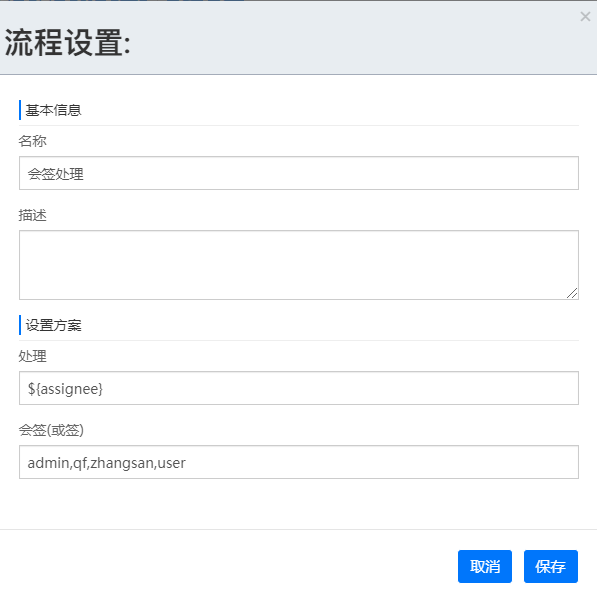 ×
流程设置:
基本信息
名称
会签处理
描述
设置方案
处理
${assignee}
会签(或签)
admin,qf,zhangsan,user
取消 保存